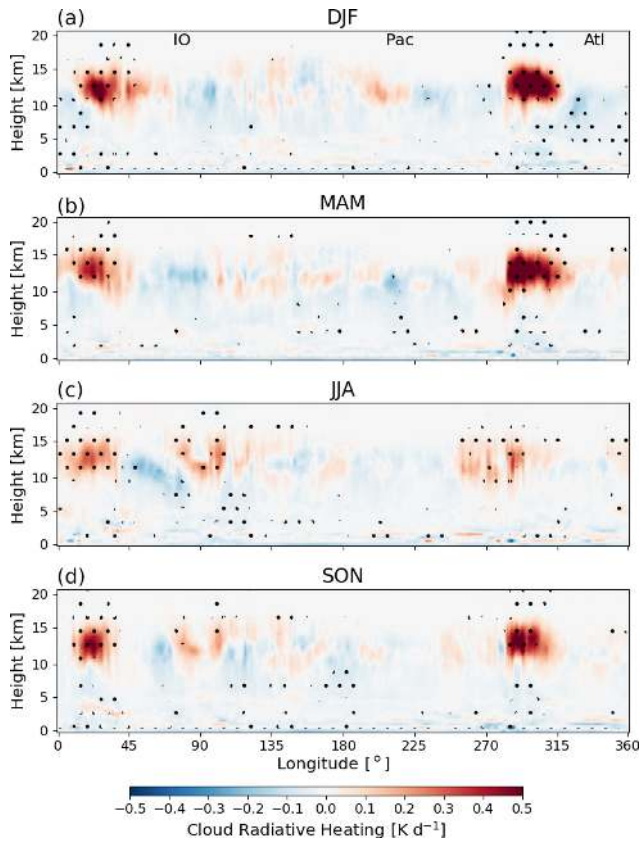 (a) DJF
IO Pac Atl
20
15
10
5
0
Height [km]
(b) MAM
20
15
10
5
0
Height [km]
(c) JJA
20
15
10
5
0
Height [km]
(d) SON
20
15
10
5
0
Height [km]
0 45 90 135 180 225 270 315 360
Longitude [°]
−0.5 −0.4 −0.3 −0.2 −0.1 0.0 0.1 0.2 0.3 0.4 0.5
Cloud Radiative Heating [K d⁻¹]